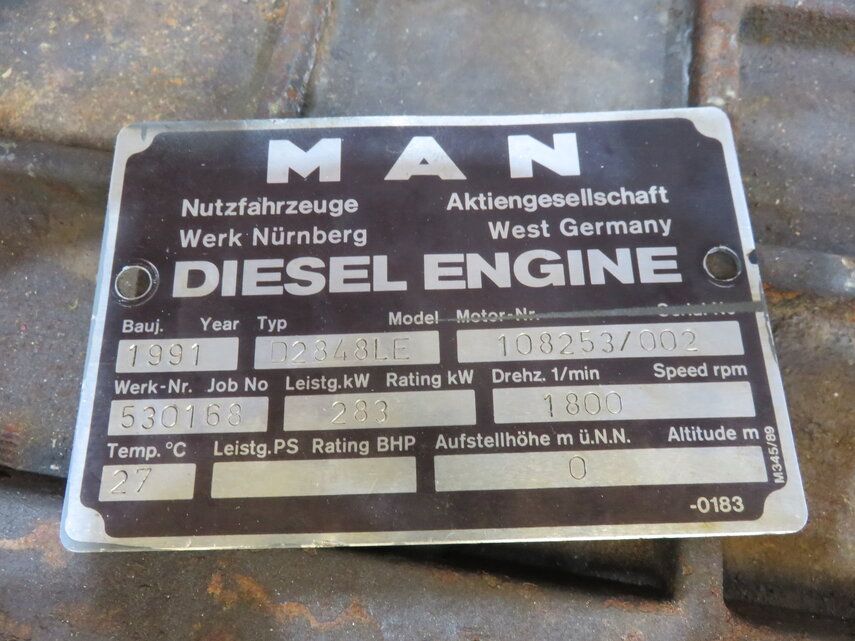 MAN
Nutzfahrzeuge Aktiengesellschaft
Werk Nürnberg West Germany
DIESEL ENGINE
Bauj. Year Typ Model Motor-Nr. Serial No
1991 D2848LE 108253/002
Werk-Nr. Job No Leistg.kW Rating kW Drehz. 1/min Speed rpm
530168 283 1800
Temp. °C Leistg.PS Rating BHP Aufstellhöhe m ü.N.N. Altitude m
27 0
M345/89
-0183